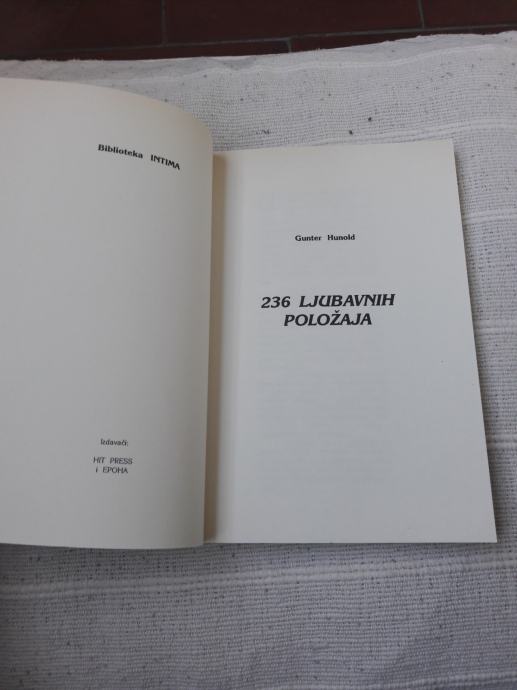 Biblioteka INTIMA
Izdavači:
HIT PRESS
i EPOHA
Gunter Hunold
236 LJUBAVNIH
POLOŽAJA